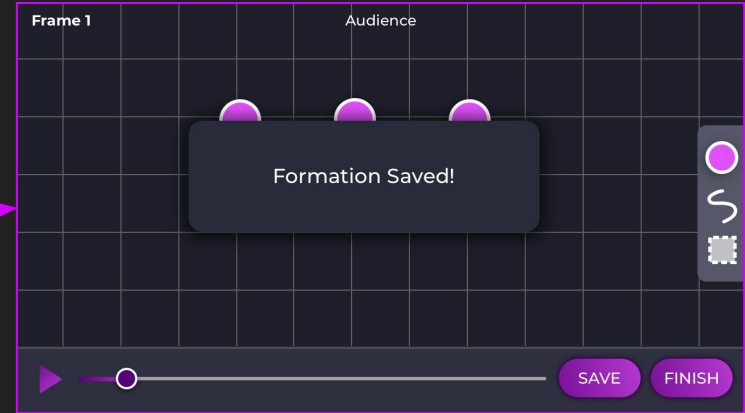 Frame 1
Audience
Formation Saved!
SAVE
FINISH